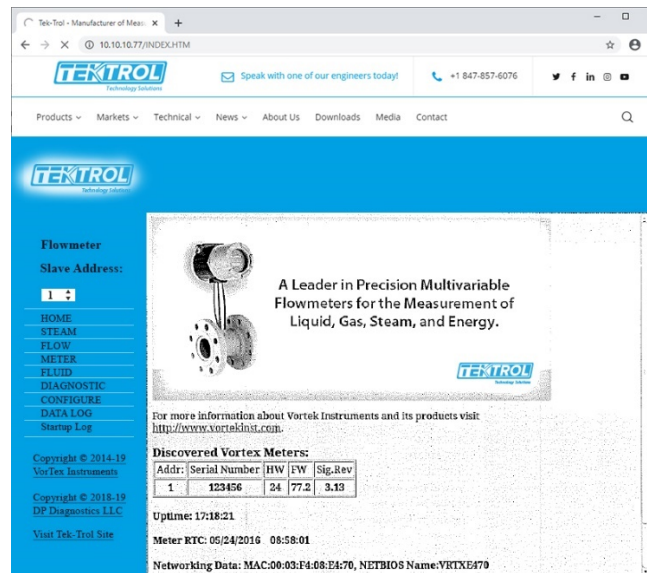 Tek-Trol - Manufacturer of Meas
10.10.10.77/INDEX.HTM
TEKTROL
Technology Solutions
Speak with one of our engineers today!
+1 847-857-6076
Products
Markets
Technical
News
About Us
Downloads
Media
Contact
TEKTROL
Technology Solutions
Flowmeter
Slave Address:
1
HOME
STEAM
FLOW
METER
FLUID
DIAGNOSTIC
CONFIGURE
DATA LOG
Startup Log
Copyright © 2014-19
VorTex Instruments
Copyright © 2018-19
DP Diagnostics LLC
Visit Tek-Trol Site
A Leader in Precision Multivariable
Flowmeters for the Measurement of
Liquid, Gas, Steam, and Energy.
TEKTROL
Technology Solutions
For more information about Vortek Instruments and its products visit
http://www.vortekinst.com.
Discovered Vortex Meters:
Addr: Serial Number HW FW Sig.Rev
1 123456 24 77.2 3.13
Uptime: 17:18:21
Meter RTC: 05/24/2016 08:58:01
Networking Data: MAC:00:03:F4:08:E4:70, NETBIOS Name:VRTXE470